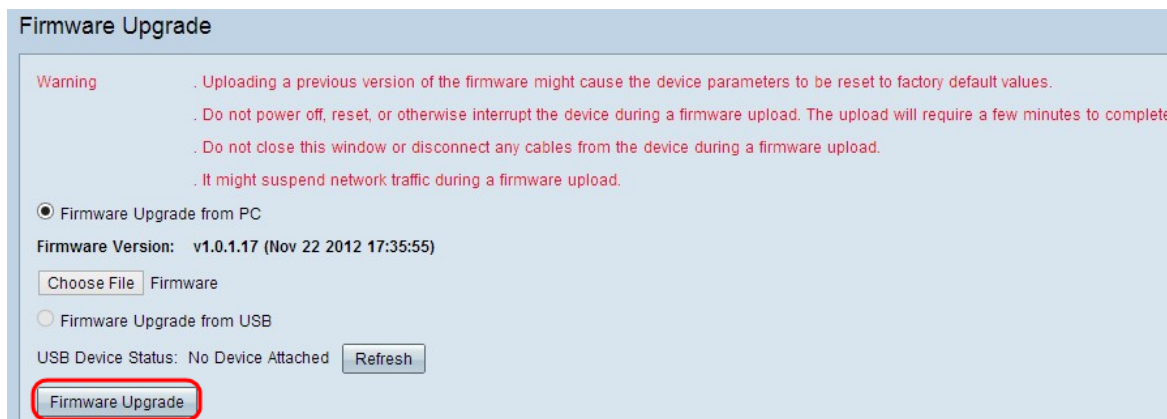 Firmware Upgrade
Warning . Uploading a previous version of the firmware might cause the device parameters to be reset to factory default values.
. Do not power off, reset, or otherwise interrupt the device during a firmware upload. The upload will require a few minutes to complete
. Do not close this window or disconnect any cables from the device during a firmware upload.
. It might suspend network traffic during a firmware upload.
Firmware Upgrade from PC
Firmware Version: v1.0.1.17 (Nov 22 2012 17:35:55)
Choose File Firmware
Firmware Upgrade from USB
USB Device Status: No Device Attached Refresh
Firmware Upgrade